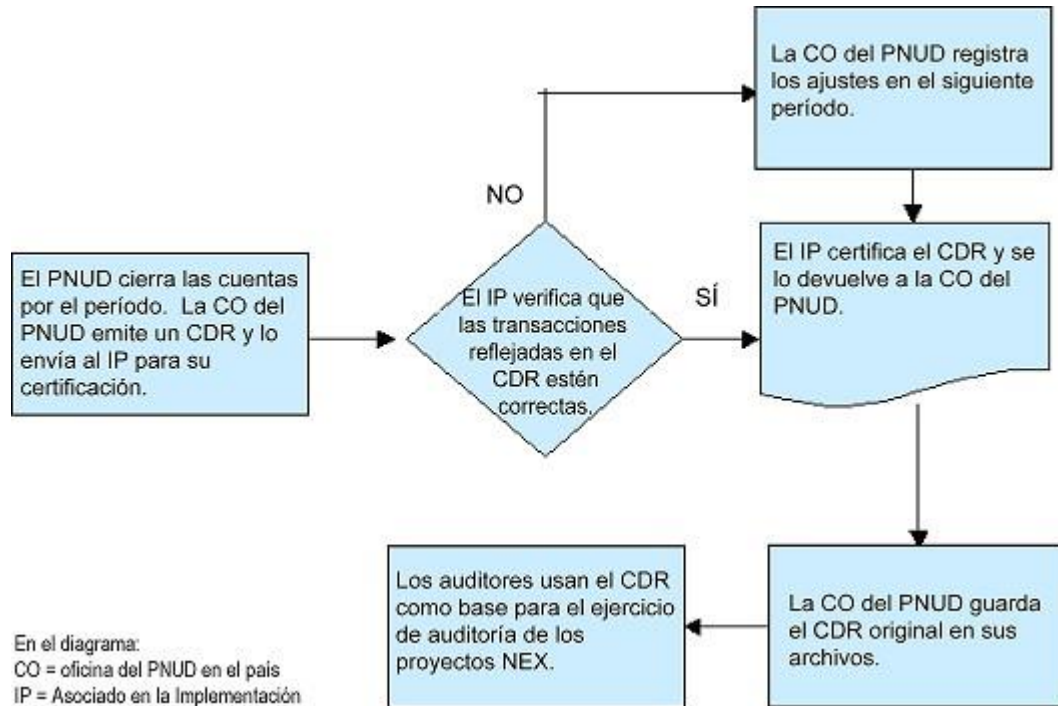 El PNUD cierra las cuentas
por el período. La CO del
PNUD emite un CDR y lo
envía al IP para su
certificación.
El IP verifica que
las transacciones
reflejadas en el
CDR estén
correctas.
NO
SÍ
La CO del PNUD registra
los ajustes en el siguiente
período.
El IP certifica el CDR y se
lo devuelve a la CO del
PNUD.
La CO del PNUD guarda
el CDR original en sus
archivos.
Los auditores usan el CDR
como base para el ejercicio
de auditoría de los
proyectos NEX.
En el diagrama:
CO = oficina del PNUD en el país
IP = Asociado en la Implementación